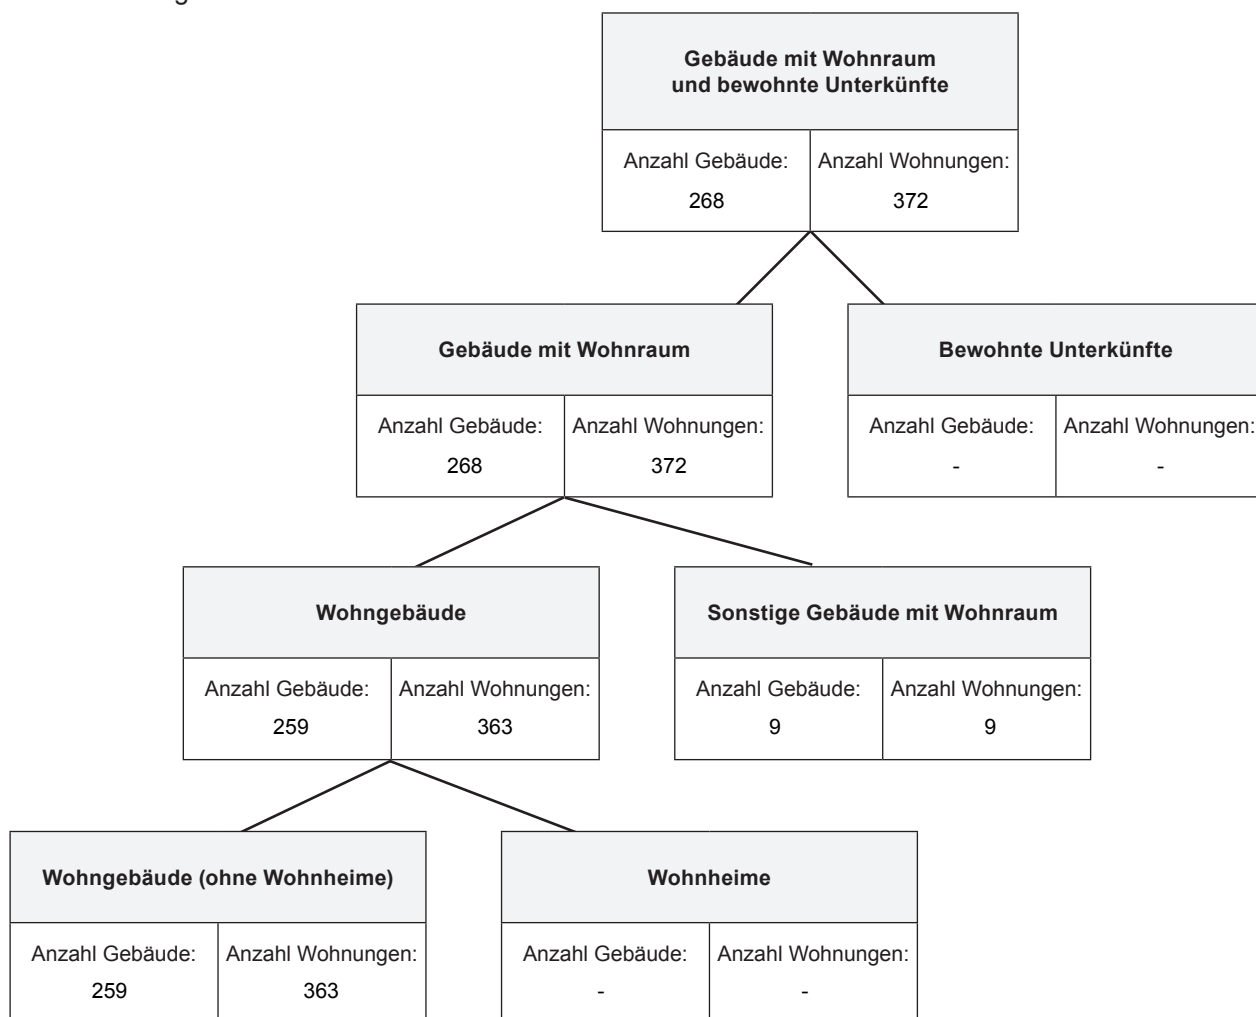 g
Gebäude mit Wohnraum
und bewohnte Unterkünfte
Anzahl Gebäude: Anzahl Wohnungen:
268 372
Gebäude mit Wohnraum Bewohnte Unterkünfte
Anzahl Gebäude: Anzahl Wohnungen: Anzahl Gebäude: Anzahl Wohnungen:
268 372 - -
Wohngebäude Sonstige Gebäude mit Wohnraum
Anzahl Gebäude: Anzahl Wohnungen: Anzahl Gebäude: Anzahl Wohnungen:
259 363 9 9
Wohngebäude (ohne Wohnheime) Wohnheime
Anzahl Gebäude: Anzahl Wohnungen: Anzahl Gebäude: Anzahl Wohnungen:
259 363 - -